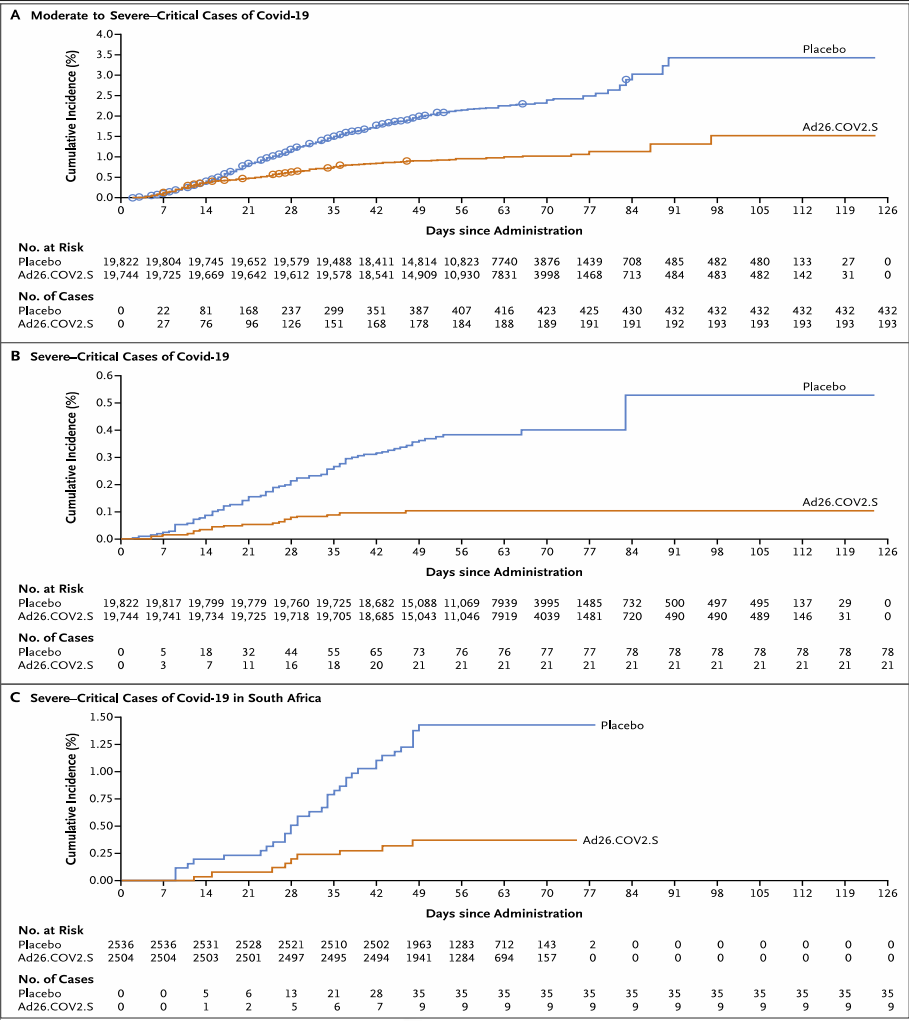 A Moderate to Severe–Critical Cases of Covid-19
Cumulative Incidence (%)
4.0
3.5
3.0
2.5
2.0
1.5
1.0
0.5
0.0
Placebo
Ad26.COV2.S
0 7 14 21 28 35 42 49 56 63 70 77 84 91 98 105 112 119 126
Days since Administration
No. at Risk
Placebo 19,822 19,804 19,745 19,652 19,579 19,488 18,411 14,814 10,823 7740 3876 1439 708 485 482 480 133 27 0
Ad26.COV2.S 19,744 19,725 19,669 19,642 19,612 19,578 18,541 14,909 10,930 7831 3998 1468 713 484 483 482 142 31 0
No. of Cases
Placebo 0 22 81 168 237 299 351 387 407 416 423 425 430 432 432 432 432 432 432
Ad26.COV2.S 0 27 76 96 126 151 168 178 184 188 189 191 191 192 193 193 193 193 193
B Severe–Critical Cases of Covid-19
Cumulative Incidence (%)
0.6
0.5
0.4
0.3
0.2
0.1
0.0
Placebo
Ad26.COV2.S
0 7 14 21 28 35 42 49 56 63 70 77 84 91 98 105 112 119 126
Days since Administration
No. at Risk
Placebo 19,822 19,817 19,799 19,779 19,760 19,725 18,682 15,088 11,069 7939 3995 1485 732 500 497 495 137 29 0
Ad26.COV2.S 19,744 19,741 19,734 19,725 19,718 19,705 18,685 15,043 11,046 7919 4039 1481 720 490 490 489 146 31 0
No. of Cases
Placebo 0 5 18 32 44 55 65 73 76 76 77 77 78 78 78 78 78 78 78
Ad26.COV2.S 0 3 7 11 16 18 20 21 21 21 21 21 21 21 21 21 21 21 21
C Severe–Critical Cases of Covid-19 in South Africa
Cumulative Incidence (%)
1.50
1.25
1.00
0.75
0.50
0.25
0.00
Placebo
Ad26.COV2.S
0 7 14 21 28 35 42 49 56 63 70 77 84 91 98 105 112 119 126
Days since Administration
No. at Risk
Placebo 2536 2536 2531 2528 2521 2510 2502 1963 1283 712 143 2 0 0 0 0 0 0 0
Ad26.COV2.S 2504 2504 2503 2501 2497 2495 2494 1941 1284 694 157 0 0 0 0 0 0 0 0
No. of Cases
Placebo 0 0 5 6 13 21 28 35 35 35 35 35 35 35 35 35 35 35 35
Ad26.COV2.S 0 0 1 2 5 6 7 9 9 9 9 9 9 9 9 9 9 9 9